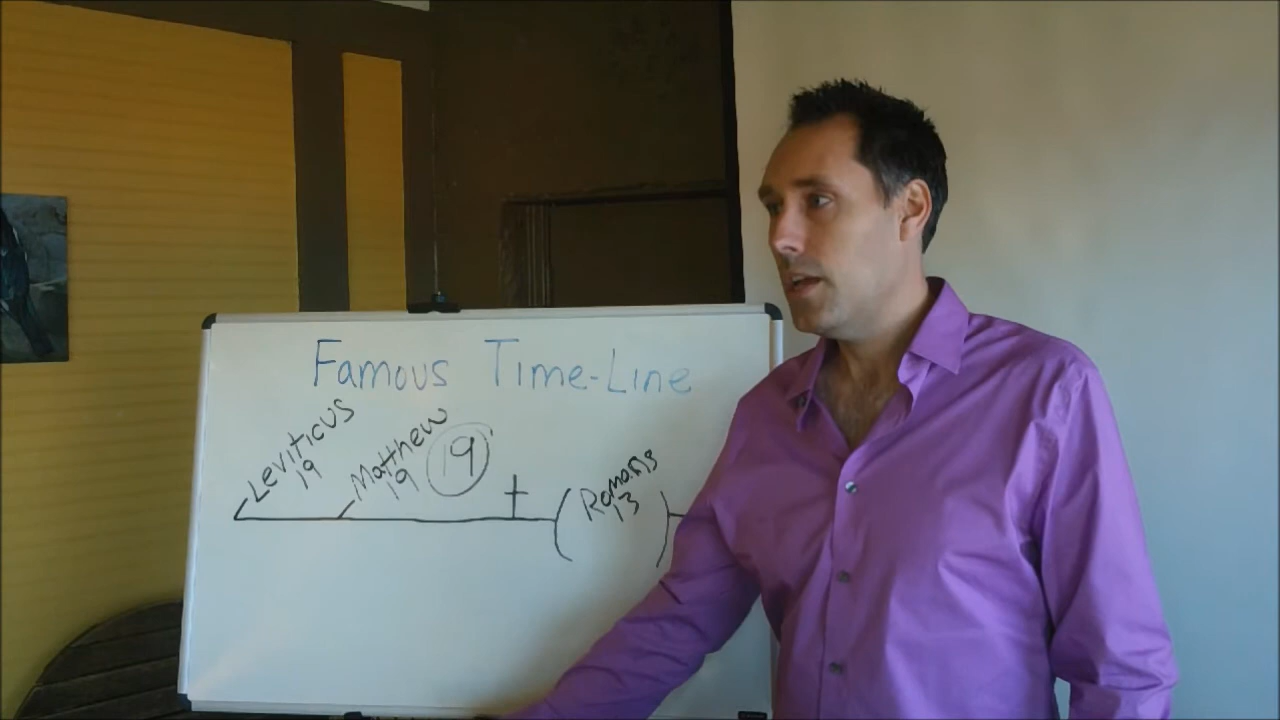 Famous Time-Line
Leviticus
19
Matthew
19
19
Romans
13